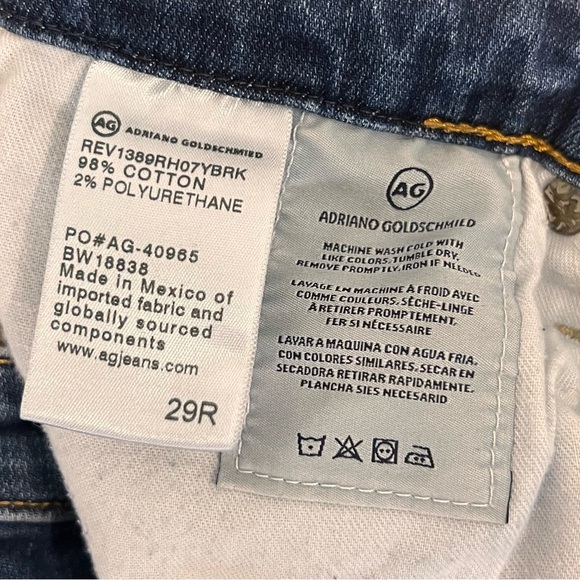 AG ADRIANO GOLDSCHMIED
REV1389RH07YBRK
98% COTTON
2% POLYURETHANE
PO#AG-40965
BW18838
Made in Mexico of
imported fabric and
globally sourced
components
www.agjeans.com
29R
AG
ADRIANO GOLDSCHMIED
MACHINE WASH COLD WITH
LIKE COLORS. TUMBLE DRY,
REMOVE PROMPTLY, IRON IF NEEDED
LAVAGE EN MACHINE À FROID AVEC
COMME COULEURS, SÈCHE-LINGE
À RETIRER PROMPTEMENT,
FER SI NÉCESSAIRE
LAVAR A MAQUINA CON AGUA FRIA.
CON COLORES SIMILARES. SECAR EN
SECADORA RETIRAR RAPIDAMENTE.
PLANCHA SIES NECESARID